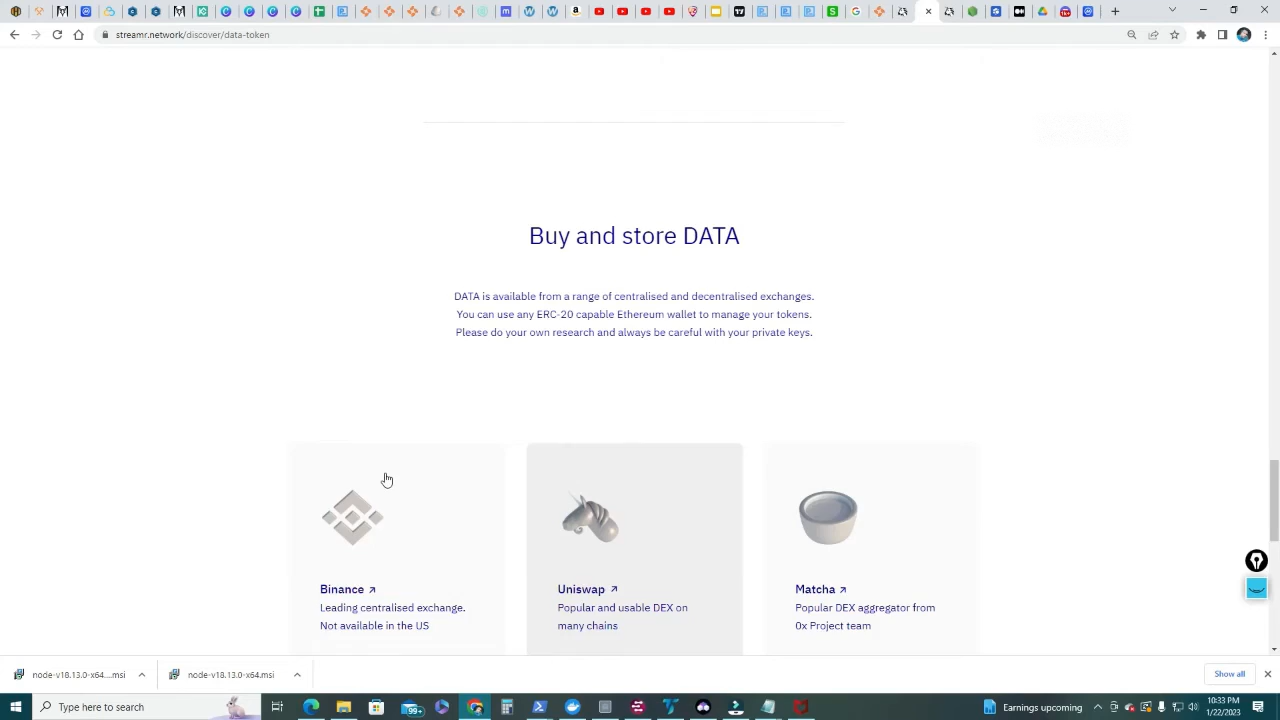 streamr.network/discover/data-token
Buy and store DATA
DATA is available from a range of centralised and decentralised exchanges.
You can use any ERC-20 capable Ethereum wallet to manage your tokens.
Please do your own research and always be careful with your private keys.
Binance ↗
Leading centralised exchange.
Not available in the US
Uniswap ↗
Popular and usable DEX on
many chains
Matcha ↗
Popular DEX aggregator from
0x Project team
node-v18.13.0-x64....msi
node-v18.13.0-x64.msi
Show all
Type here to search
99+
Earnings upcoming
10:33 PM
1/22/2023